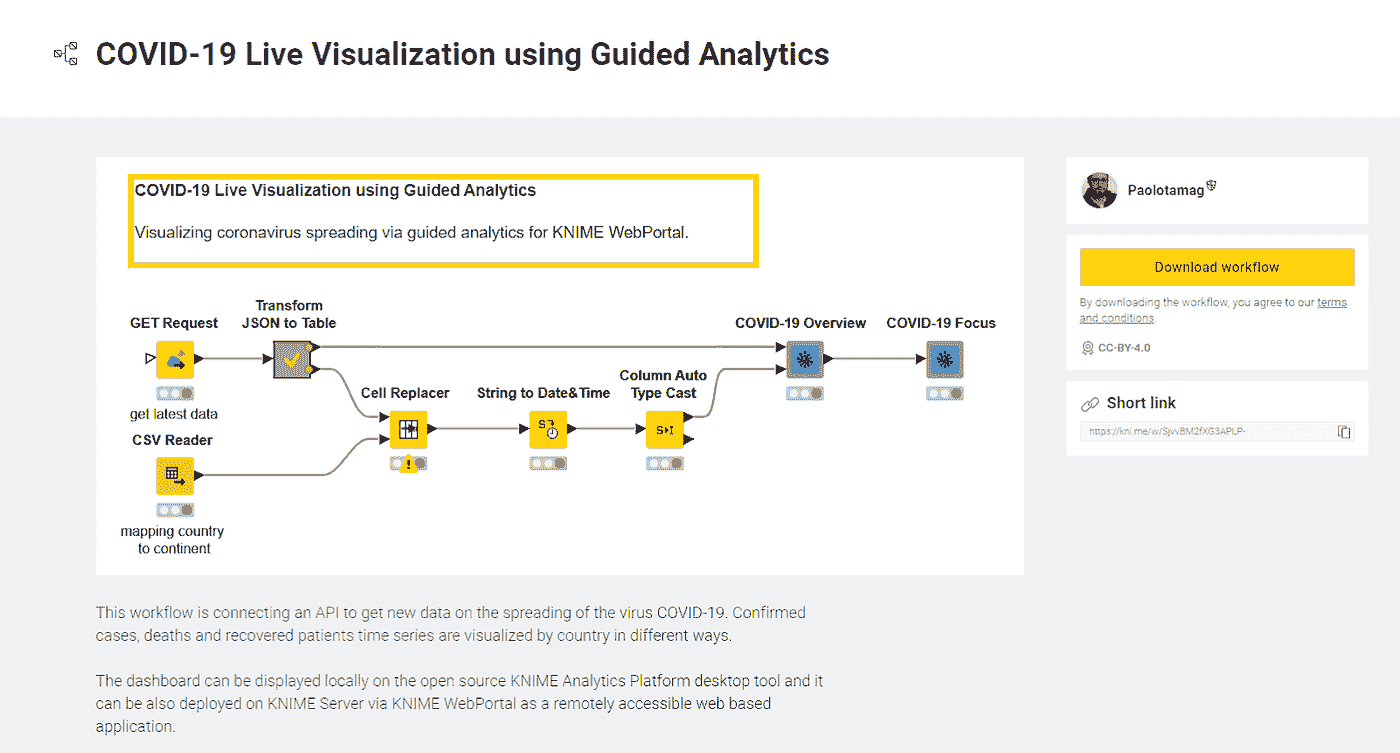 COVID-19 Live Visualization using Guided Analytics
COVID-19 Live Visualization using Guided Analytics
Visualizing coronavirus spreading via guided analytics for KNIME WebPortal.
GET Request
get latest data
Transform
JSON to Table
CSV Reader
mapping country
to continent
Cell Replacer
String to Date&Time
S
Column Auto
Type Cast
S I
COVID-19 Overview
COVID-19 Focus
Paolotamag
Download workflow
By downloading the workflow, you agree to our terms
and conditions.
CC-BY-4.0
Short link
https://kni.me/w/SjvvBM2fXG3APLP-
This workflow is connecting an API to get new data on the spreading of the virus COVID-19. Confirmed
cases, deaths and recovered patients time series are visualized by country in different ways.
The dashboard can be displayed locally on the open source KNIME Analytics Platform desktop tool and it
can be also deployed on KNIME Server via KNIME WebPortal as a remotely accessible web based
application.